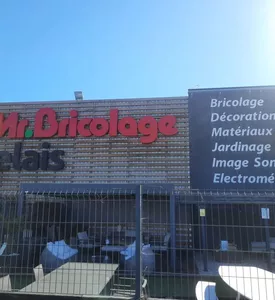 Mr.Bricolage
elais
Bricolage
Décoration
Matériaux
Jardinage
Image Son
Electromé